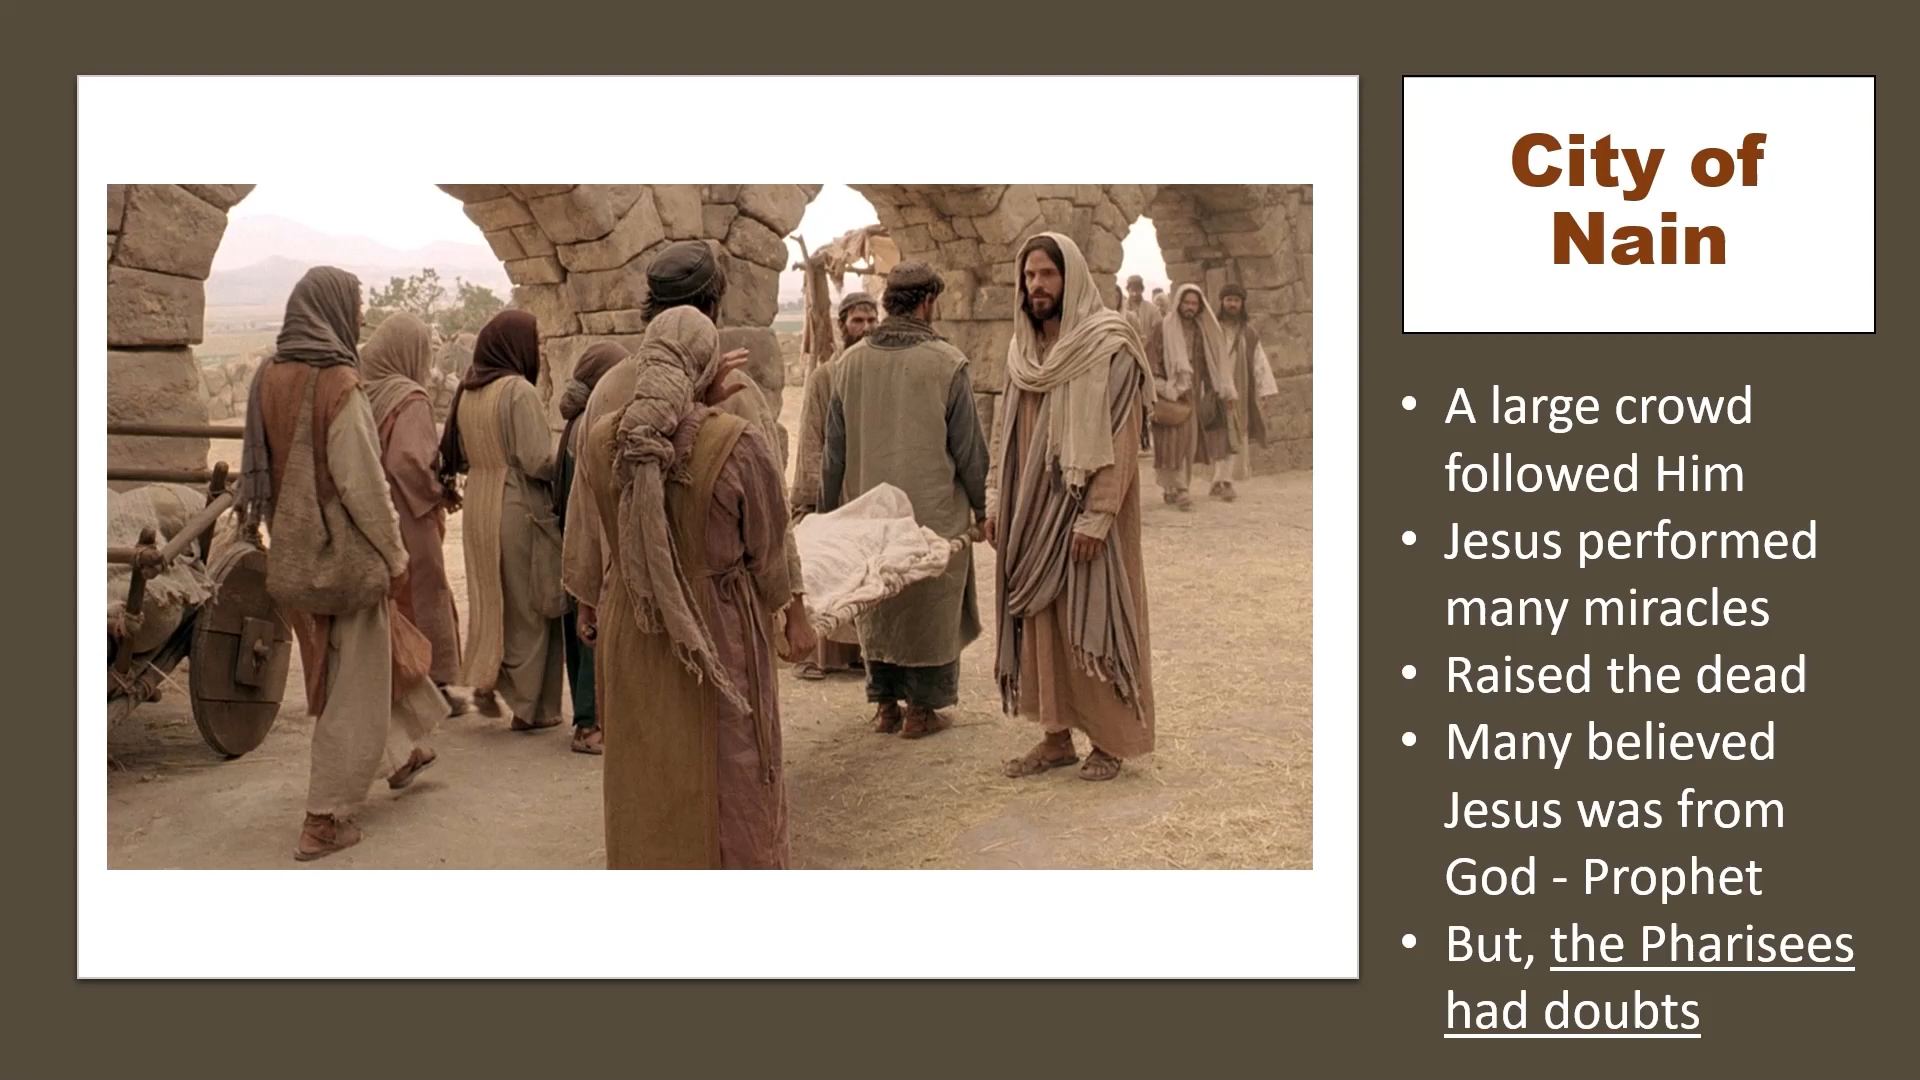 City of
Nain
• A large crowd
followed Him
• Jesus performed
many miracles
• Raised the dead
• Many believed
Jesus was from
God - Prophet
• But, the Pharisees
had doubts